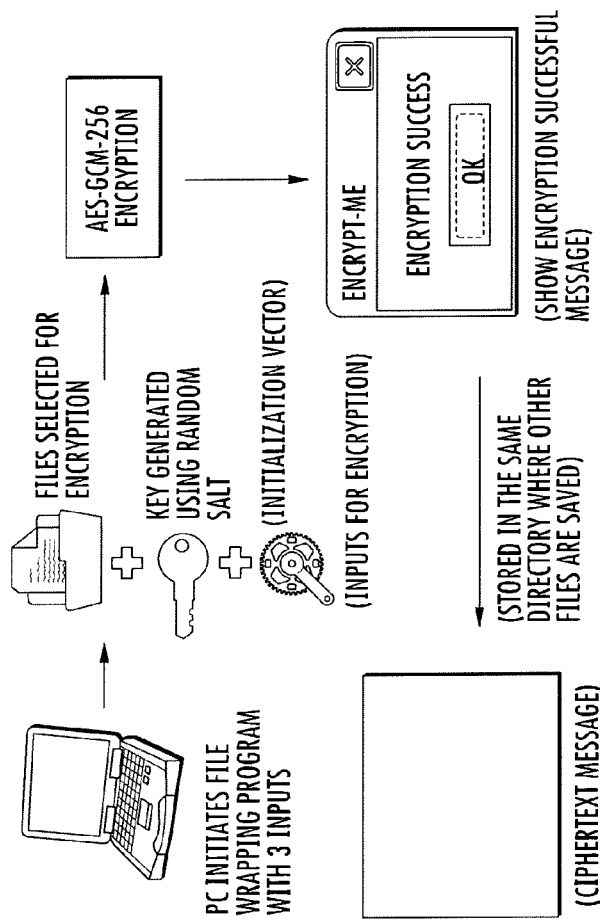 PC INITIATES FILE
WRAPPING PROGRAM
WITH 3 INPUTS
FILES SELECTED FOR
ENCRYPTION
KEY GENERATED
USING RANDOM
SALT
(INITIALIZATION VECTOR)
(INPUTS FOR ENCRYPTION)
AES-GCM-256
ENCRYPTION
ENCRYPT-ME
ENCRYPTION SUCCESS
OK
(SHOW ENCRYPTION SUCCESSFUL
MESSAGE)
(STORED IN THE SAME
DIRECTORY WHERE OTHER
FILES ARE SAVED)
(CIPHERTEXT MESSAGE)